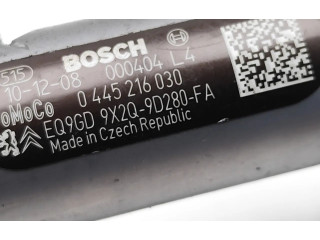 BOSCH
515
10-12-08 000404 L4
oMoCo 0 445 216 030
EQ9GD 9X2Q-9D280-FA
Made in Czech Republic